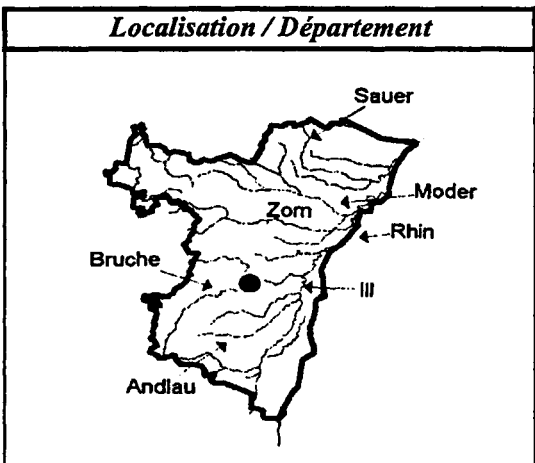 Localisation / Département
Sauer
Moder
Zorn
Rhin
Bruche
Ill
Andlau